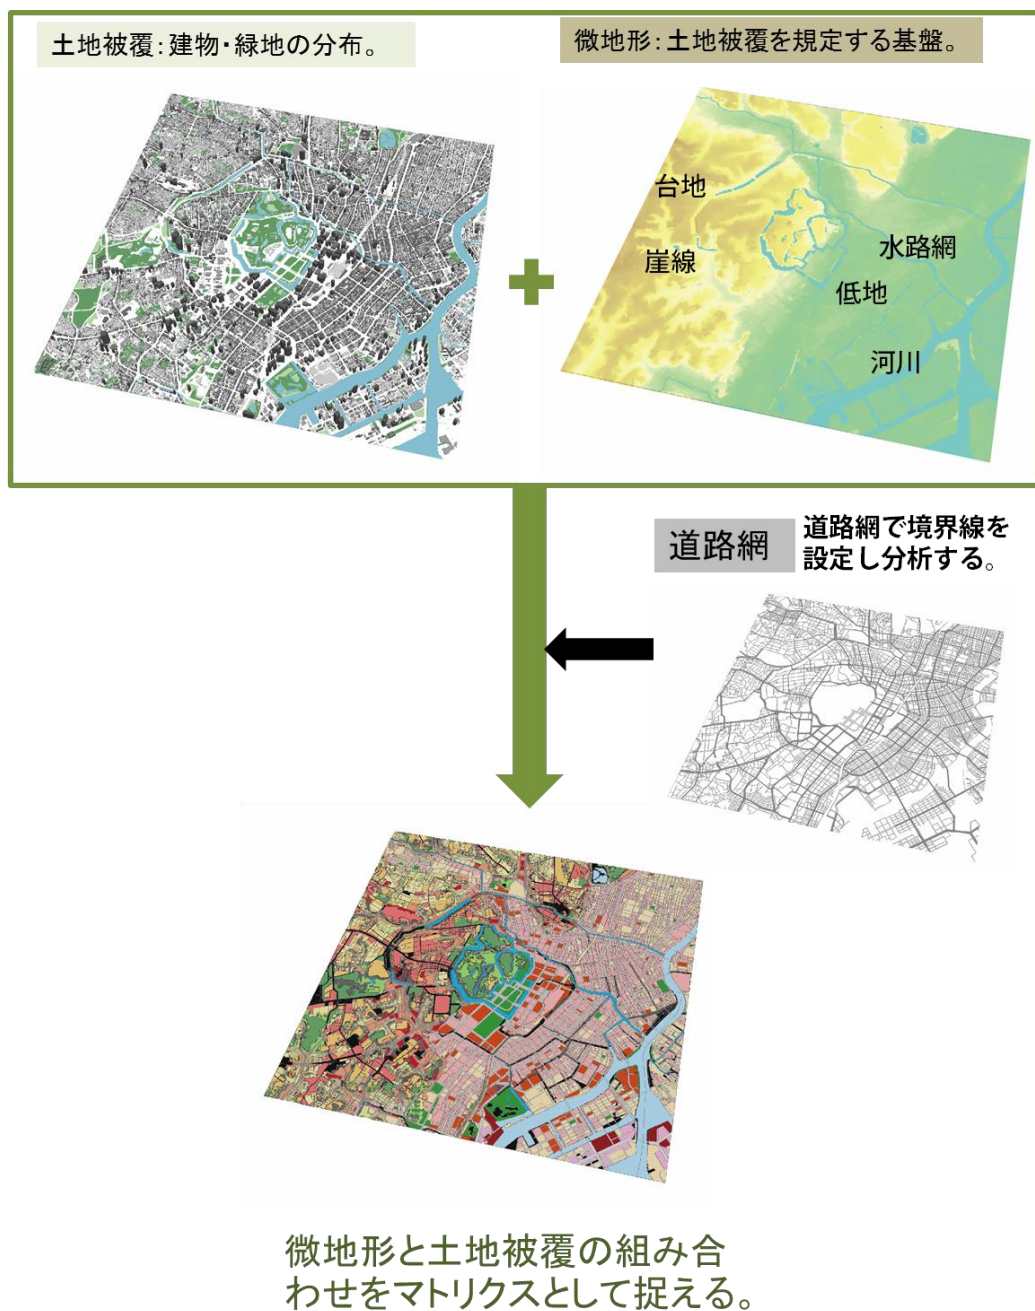 土地被覆：建物・緑地の分布。
微地形：土地被覆を規定する基盤。
台地
崖線
水路網
低地
河川
道路網
道路網で境界線を
設定し分析する。
微地形と土地被覆の組み合
わせをマトリクスとして捉える。